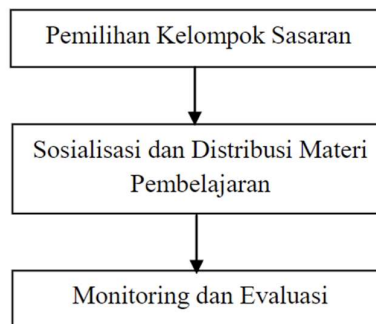 Pemilihan Kelompok Sasaran
Sosialisasi dan Distribusi Materi
Pembelajaran
Monitoring dan Evaluasi